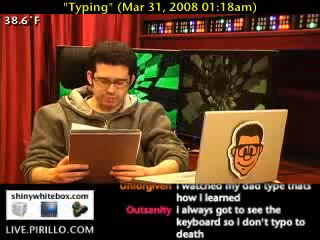 "Typing" (Mar 31, 2008 01:18am)
38.6°F
Unforgiven I watched my dad type thats
how I learned
Outsanity I always got to see the
keyboard so i don't typo to
death
shinywhitebox.com
LIVE.PIRILLO.COM